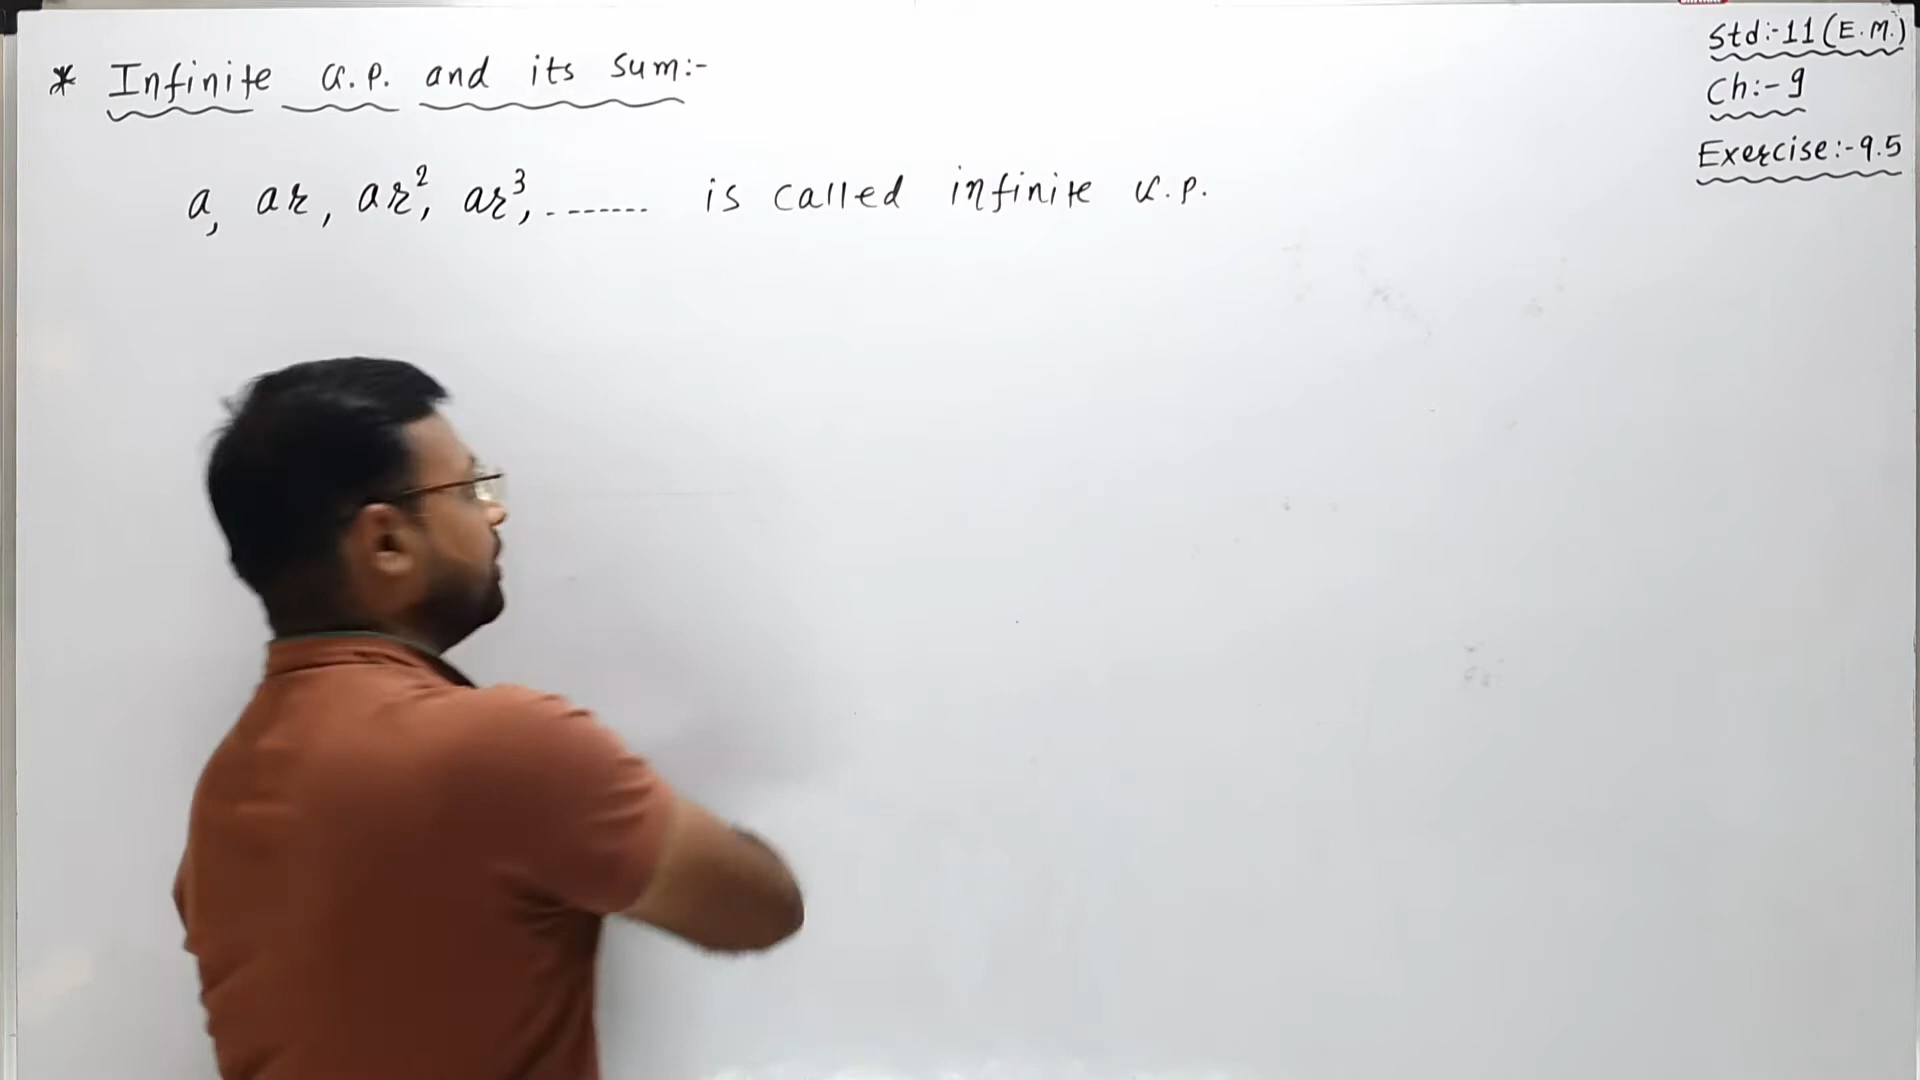 * Infinite G.P. and its sum:-
a, ar, ar², ar³, ........ is called infinite G.P.
Std:-11 (E.M.)
Ch:-9
Exercise:-9.5